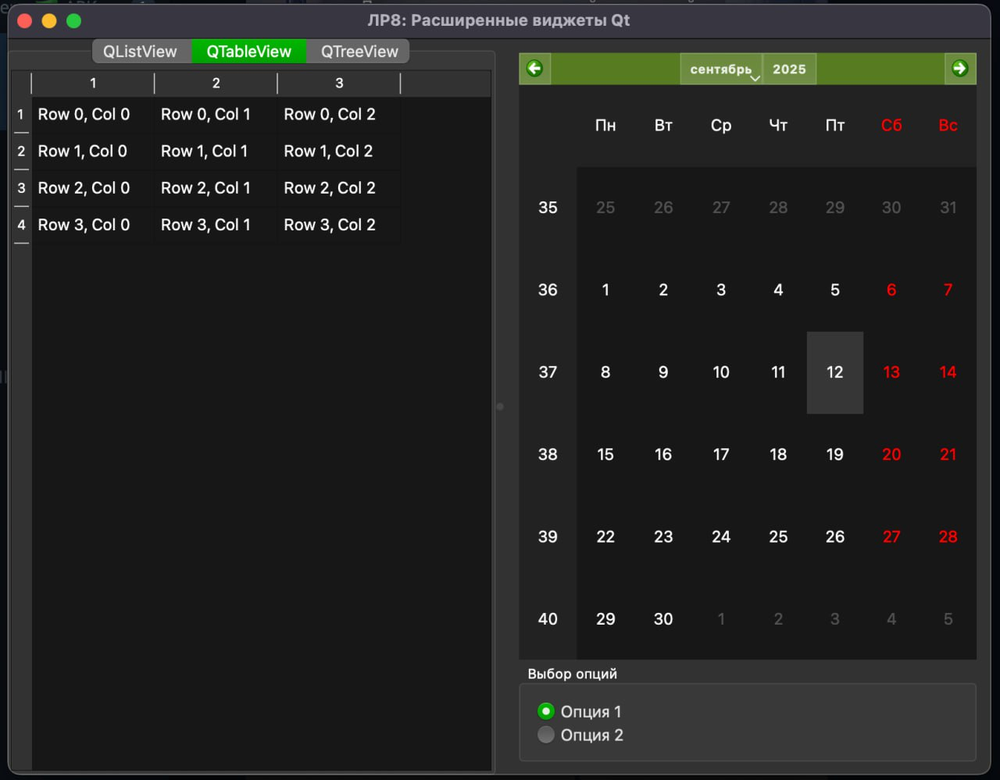 ЛР8: Расширенные виджеты Qt
QListView QTableView QTreeView
1 2 3
1 Row 0, Col 0 Row 0, Col 1 Row 0, Col 2
2 Row 1, Col 0 Row 1, Col 1 Row 1, Col 2
3 Row 2, Col 0 Row 2, Col 1 Row 2, Col 2
4 Row 3, Col 0 Row 3, Col 1 Row 3, Col 2
сентябрь 2025
Пн Вт Ср Чт Пт Сб Вс
35 25 26 27 28 29 30 31
36 1 2 3 4 5 6 7
37 8 9 10 11 12 13 14
38 15 16 17 18 19 20 21
39 22 23 24 25 26 27 28
40 29 30 1 2 3 4 5
Выбор опций
Опция 1
Опция 2